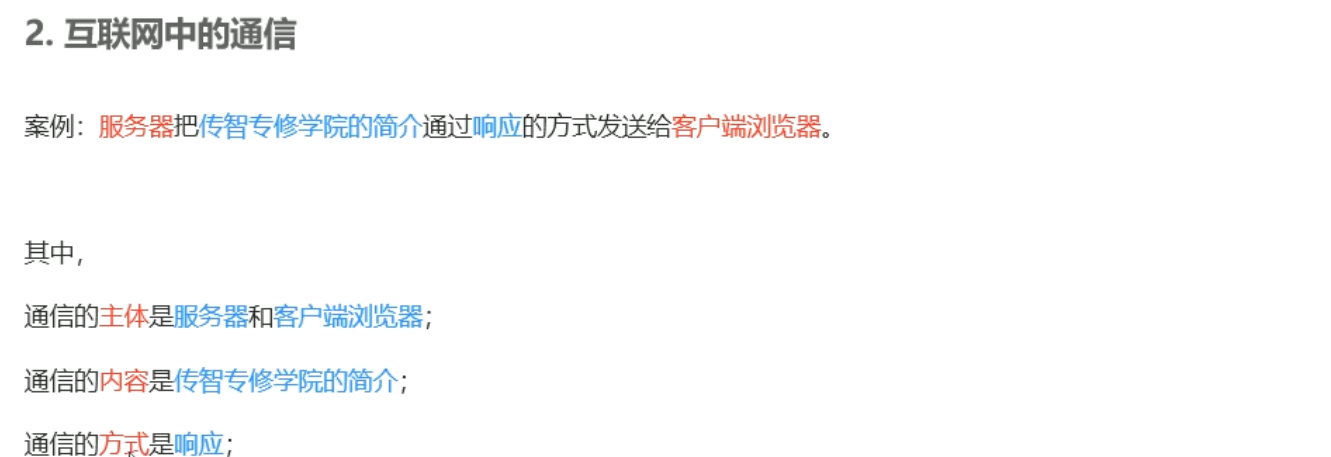 2. 互联网中的通信
案例：服务器把传智专修学院的简介通过响应的方式发送给客户端浏览器。
其中，
通信的主体是服务器和客户端浏览器；
通信的内容是传智专修学院的简介；
通信的方式是响应；